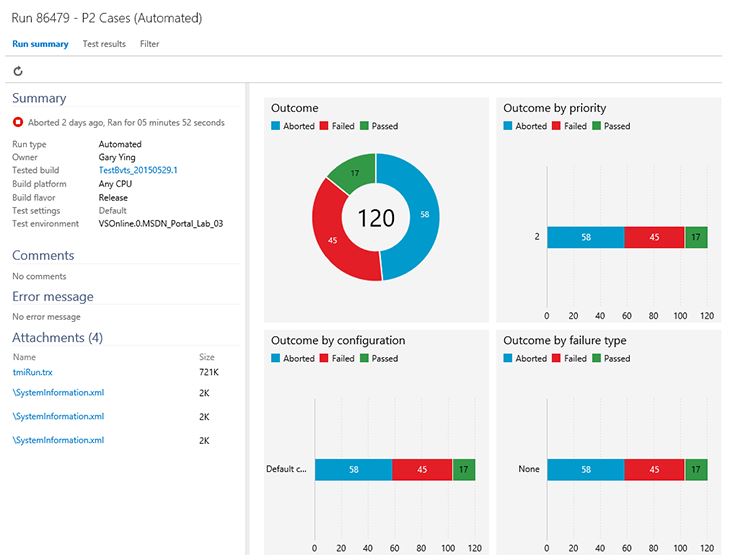 Run 86479 - P2 Cases (Automated)
Run summary Test results Filter
Summary
Aborted 2 days ago, Ran for 05 minutes 52 seconds
Run type Automated
Owner Gary Ying
Tested build TestBvts_20150529.1
Build platform Any CPU
Build flavor Release
Test settings Default
Test environment VSOnline.0.MSDN_Portal_Lab_03
Comments
No comments
Error message
No error message
Attachments (4)
Name Size
tmiRun.trx 721K
\SystemInformation.xml 2K
\SystemInformation.xml 2K
\SystemInformation.xml 2K
Outcome
Aborted Failed Passed
17
58
120
45
Outcome by priority
Aborted Failed Passed
2 58 45 17
0 20 40 60 80 100 120
Outcome by configuration
Aborted Failed Passed
Default c... 58 45 17
0 20 40 60 80 100 120
Outcome by failure type
Aborted Failed Passed
None 58 45 17
0 20 40 60 80 100 120